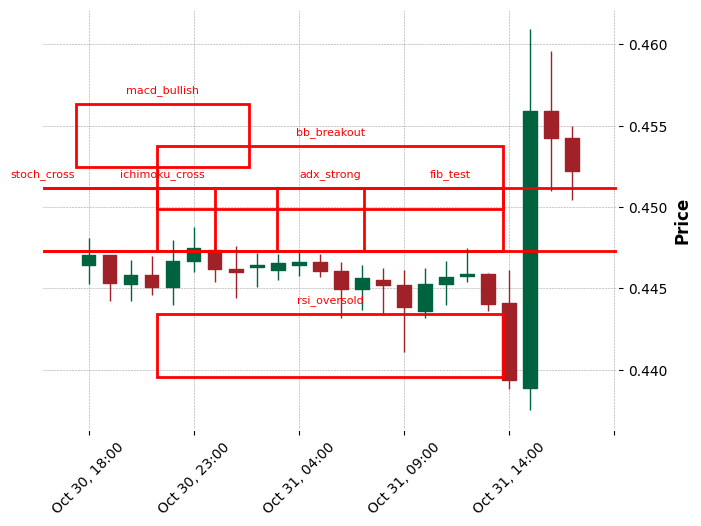 0.460
macd_bullish
0.455
bb_breakout
stoch_cross ichimoku_cross adx_strong fib_test
0.450
Price
0.445
rsi_oversold
0.440
Oct 30, 18:00 Oct 30, 23:00 Oct 31, 04:00 Oct 31, 09:00 Oct 31, 14:00